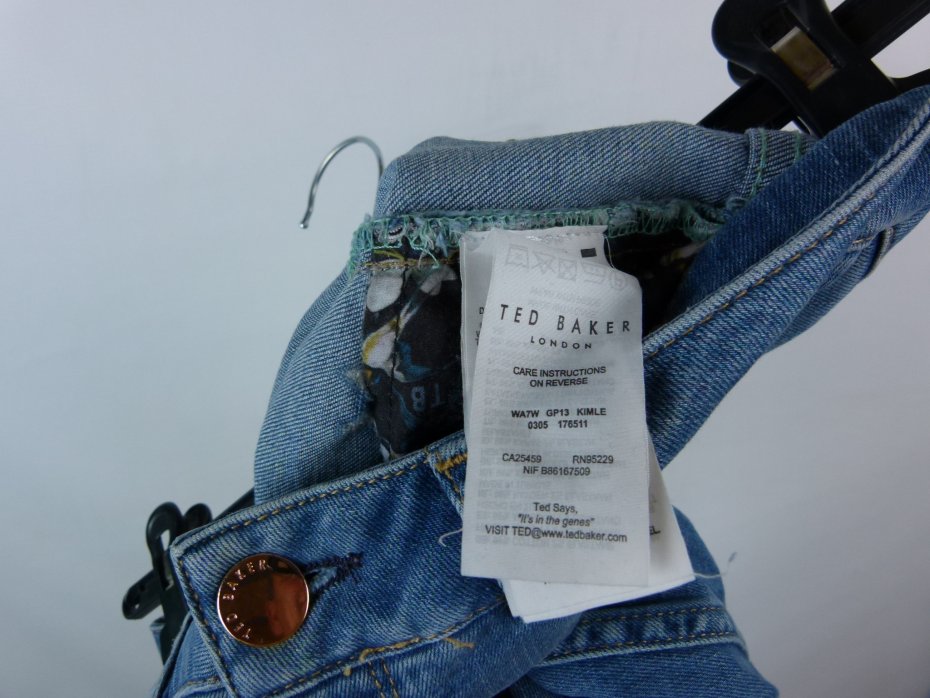 TED BAKER
LONDON
CARE INSTRUCTIONS
ON REVERSE
WA7W GP13 KIMLE
0305 176511
CA25459 RN95229
NIF B86167509
Ted Says,
"It's in the genes"
VISIT TED@www.tedbaker.com
TED BAKER